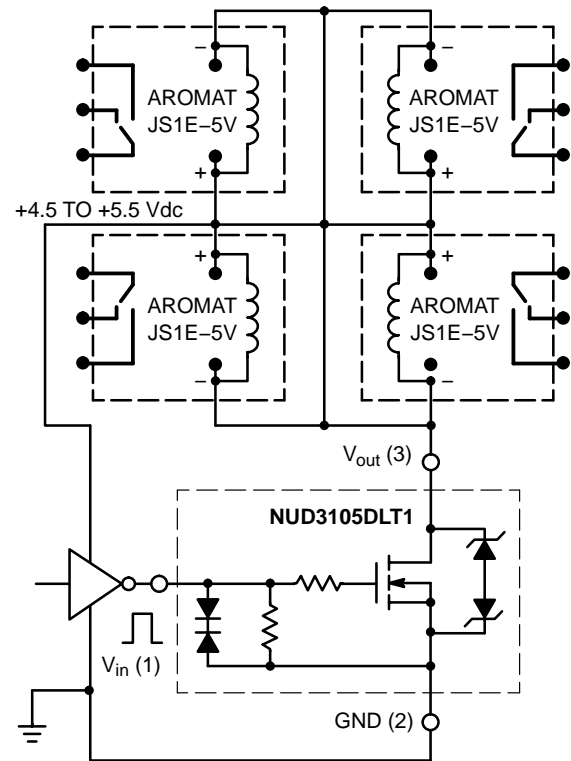 − −
AROMAT AROMAT
JS1E−5V JS1E−5V
+ +
+4.5 TO +5.5 Vdc
+ +
AROMAT AROMAT
JS1E−5V JS1E−5V
− −
Vout (3)
NUD3105DLT1
Vin (1)
GND (2)